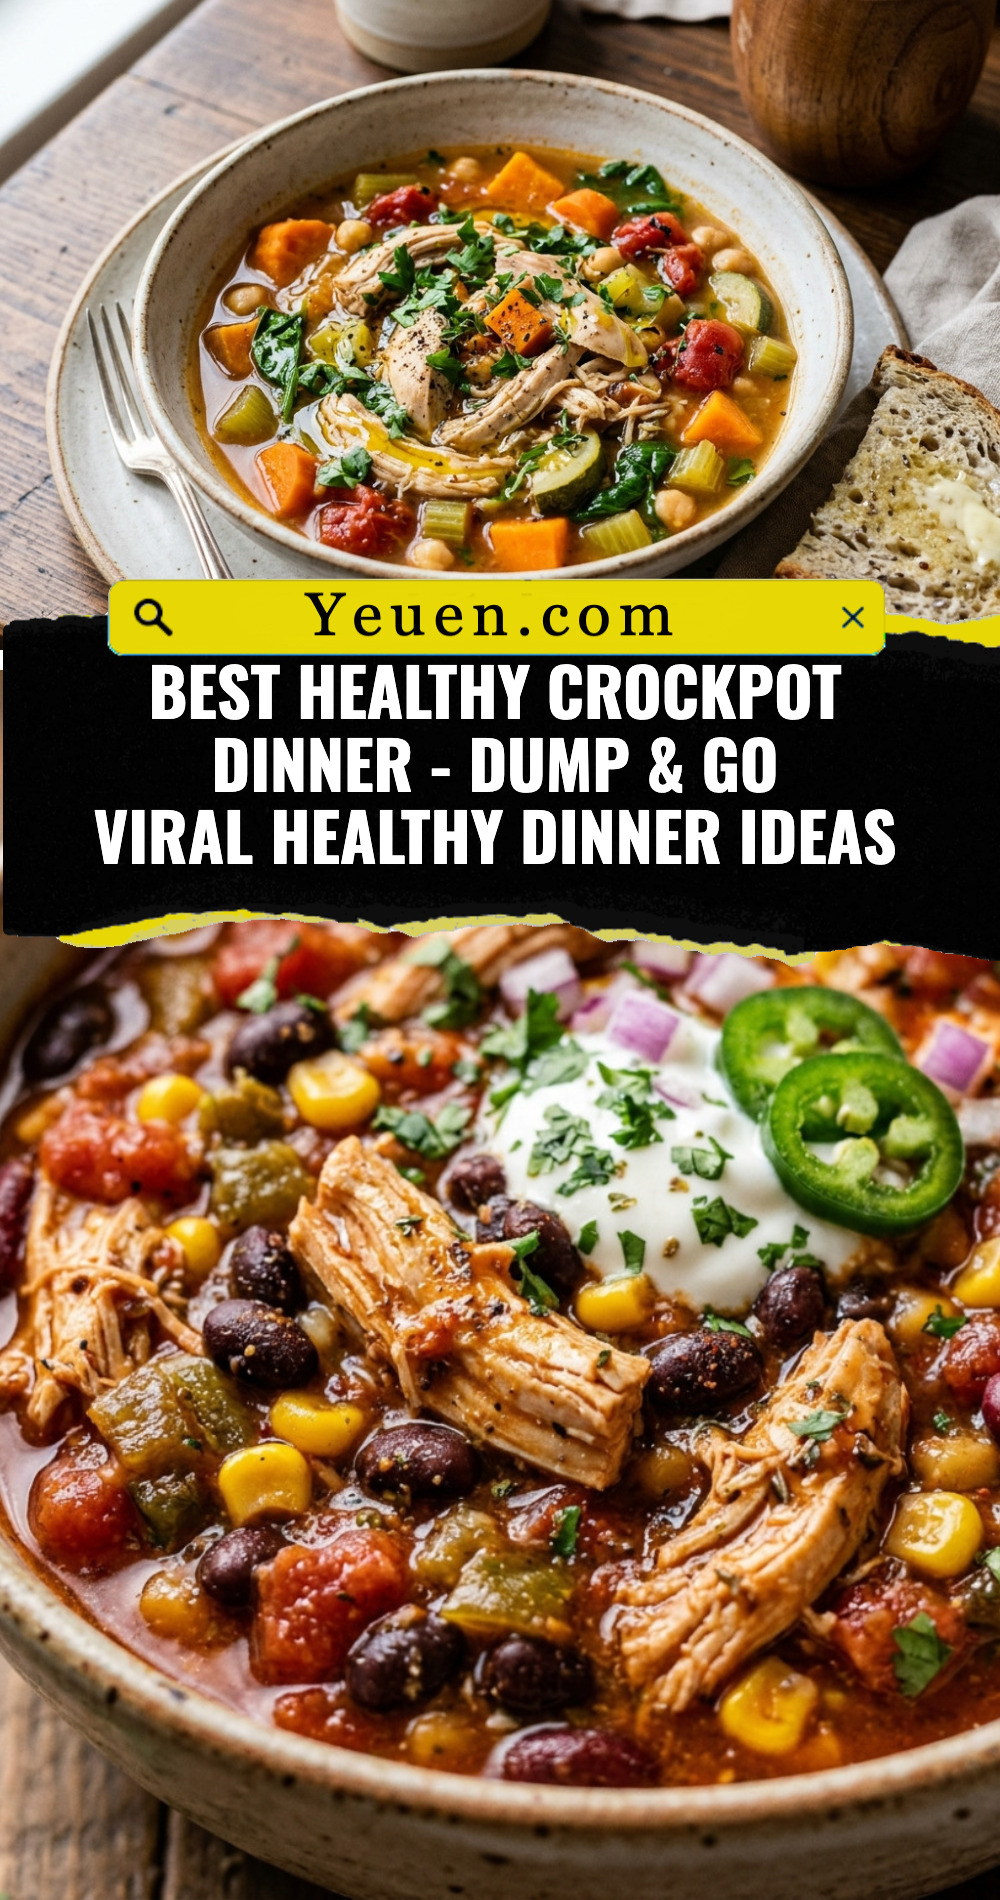 Yeuen.com
BEST HEALTHY CROCKPOT
DINNER - DUMP & GO
VIRAL HEALTHY DINNER IDEAS